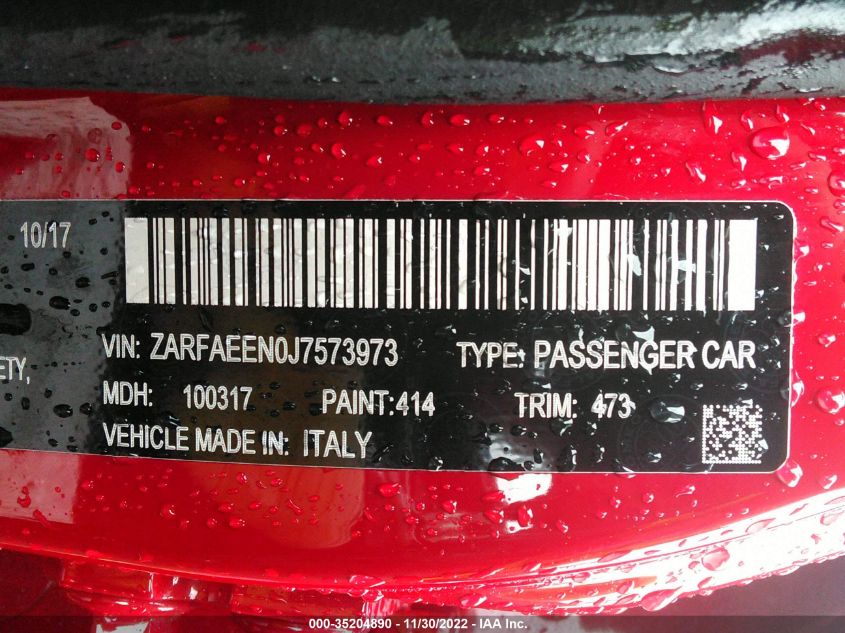 10/17
VIN: ZARFAEEN0J7573973 TYPE: PASSENGER CAR
ETY,
MDH: 100317 PAINT:414 TRIM: 473
VEHICLE MADE IN: ITALY
000-35204890 - 11/30/2022 - IAA Inc.